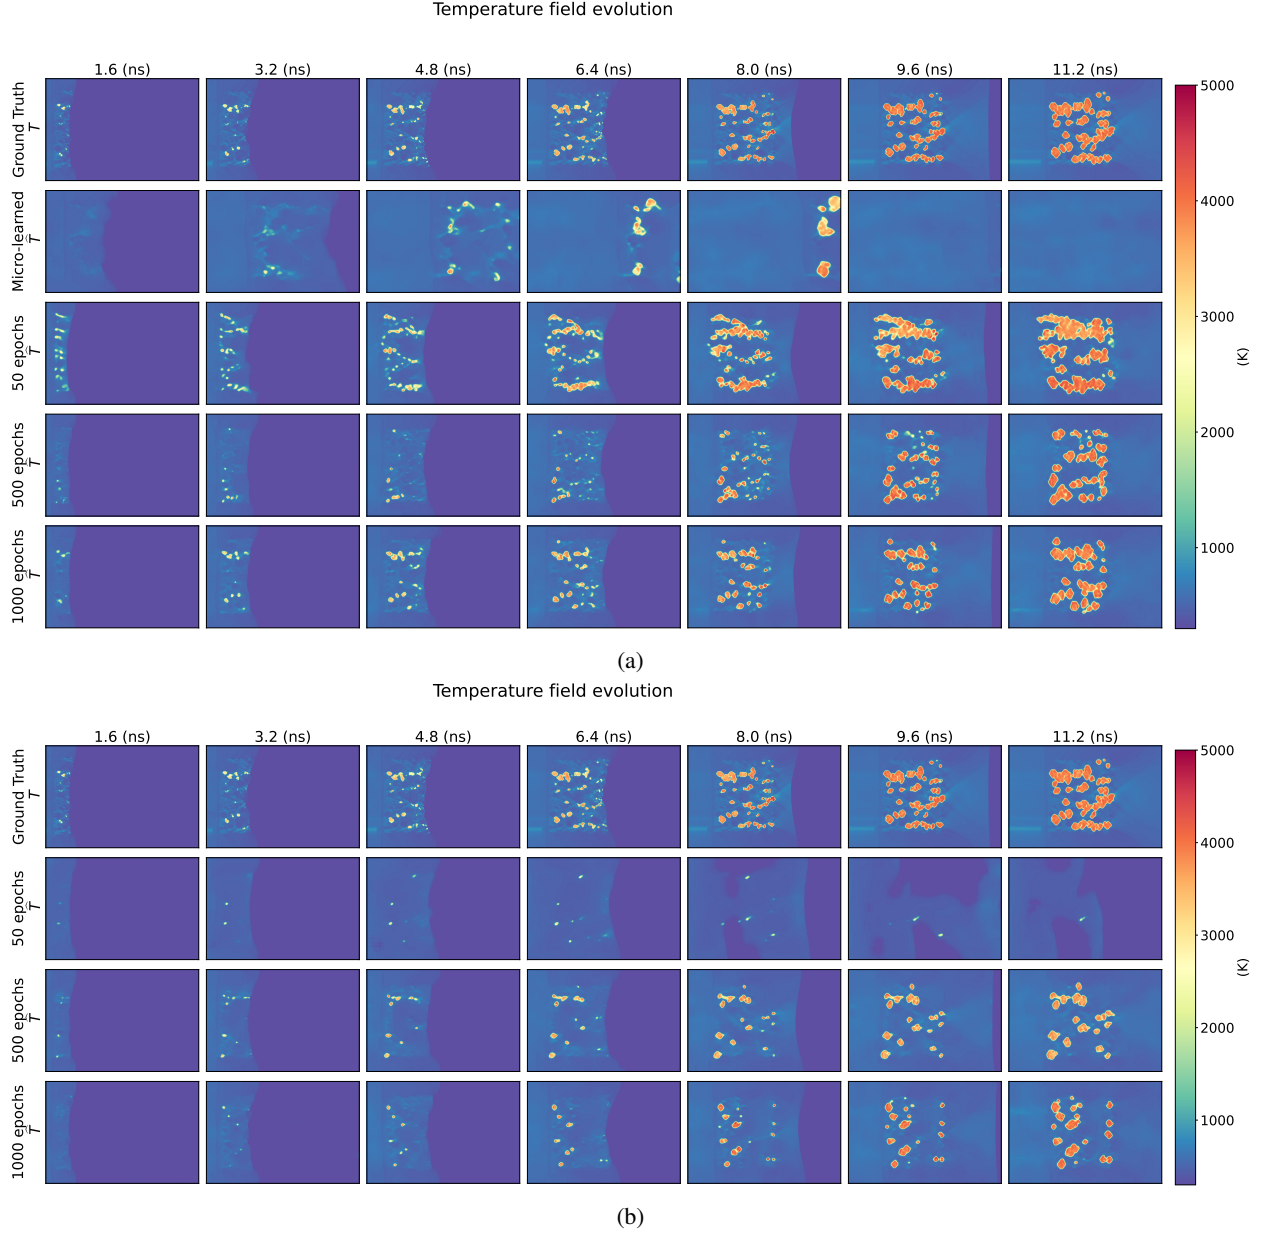 Temperature field evolution
1.6 (ns) 3.2 (ns) 4.8 (ns) 6.4 (ns) 8.0 (ns) 9.6 (ns) 11.2 (ns)
Ground Truth
T
Micro-learned
T̂
50 epochs
T̂
500 epochs
T̂
1000 epochs
T̂
5000
4000
3000
2000
1000
(K)
(a)
Temperature field evolution
1.6 (ns) 3.2 (ns) 4.8 (ns) 6.4 (ns) 8.0 (ns) 9.6 (ns) 11.2 (ns)
Ground Truth
T
50 epochs
T̂
500 epochs
T̂
1000 epochs
T̂
5000
4000
3000
2000
1000
(K)
(b)